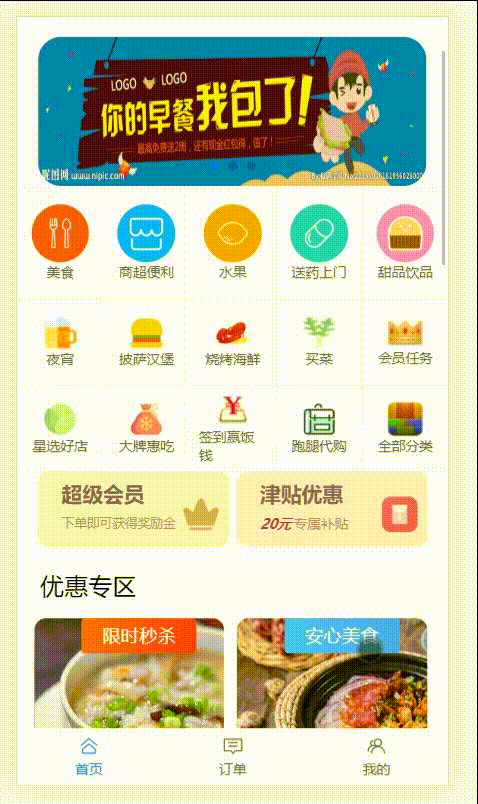 LOGO LOGO
你的早餐我包了!
最高免费送2周，还有现金红包得，值了!
昵图网 www.nipic.com
美食
商超便利
水果
送药上门
甜品饮品
夜宵
披萨汉堡
烧烤海鲜
买菜
会员任务
星选好店
大牌惠吃
签到赢饭
钱
跑腿代购
全部分类
超级会员
下单即可获得奖励金
津贴优惠
20元专属补贴
优惠专区
限时秒杀
安心美食
首页
订单
我的